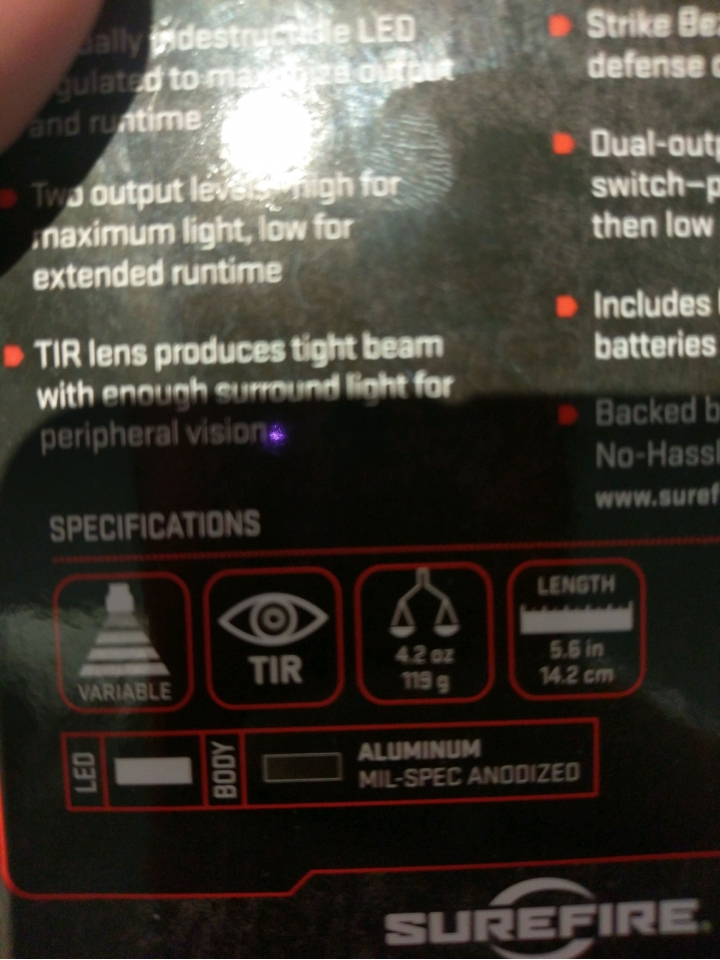 indestructible LED
to maximize output
and runtime
Two output levels, high for
maximum light, low for
extended runtime
TIR lens produces tight beam
with enough surround light for
peripheral vision
Strike
defense
Dual-out
switch—p
then low
Includes
batteries
Backed b
No-Hass
www.suref
SPECIFICATIONS
VARIABLE
TIR
4.2 oz
119 g
LENGTH
5.6 in
14.2 cm
LED
BODY
ALUMINUM
MIL-SPEC ANODIZED
SUREFIRE